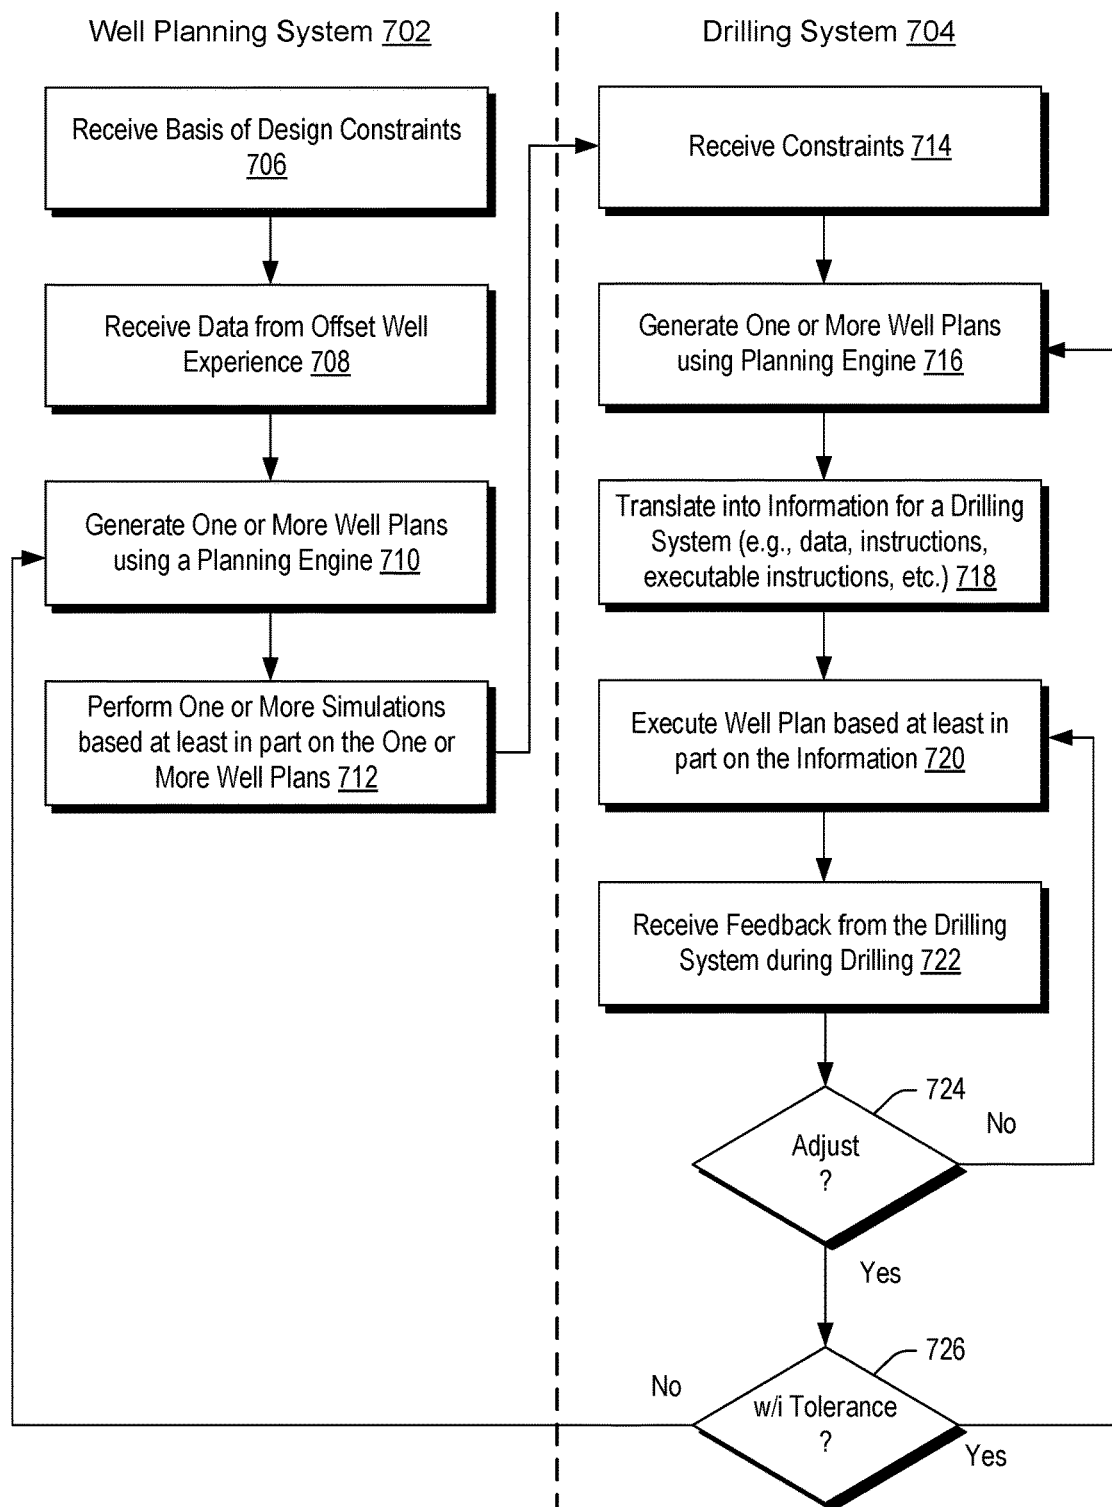 Well Planning System 702
Drilling System 704
Receive Basis of Design Constraints
706
Receive Data from Offset Well
Experience 708
Generate One or More Well Plans
using a Planning Engine 710
Perform One or More Simulations
based at least in part on the One or
More Well Plans 712
Receive Constraints 714
Generate One or More Well Plans
using Planning Engine 716
Translate into Information for a Drilling
System (e.g., data, instructions,
executable instructions, etc.) 718
Execute Well Plan based at least in
part on the Information 720
Receive Feedback from the Drilling
System during Drilling 722
724
Adjust
?
No
Yes
726
No
w/i Tolerance
?
Yes